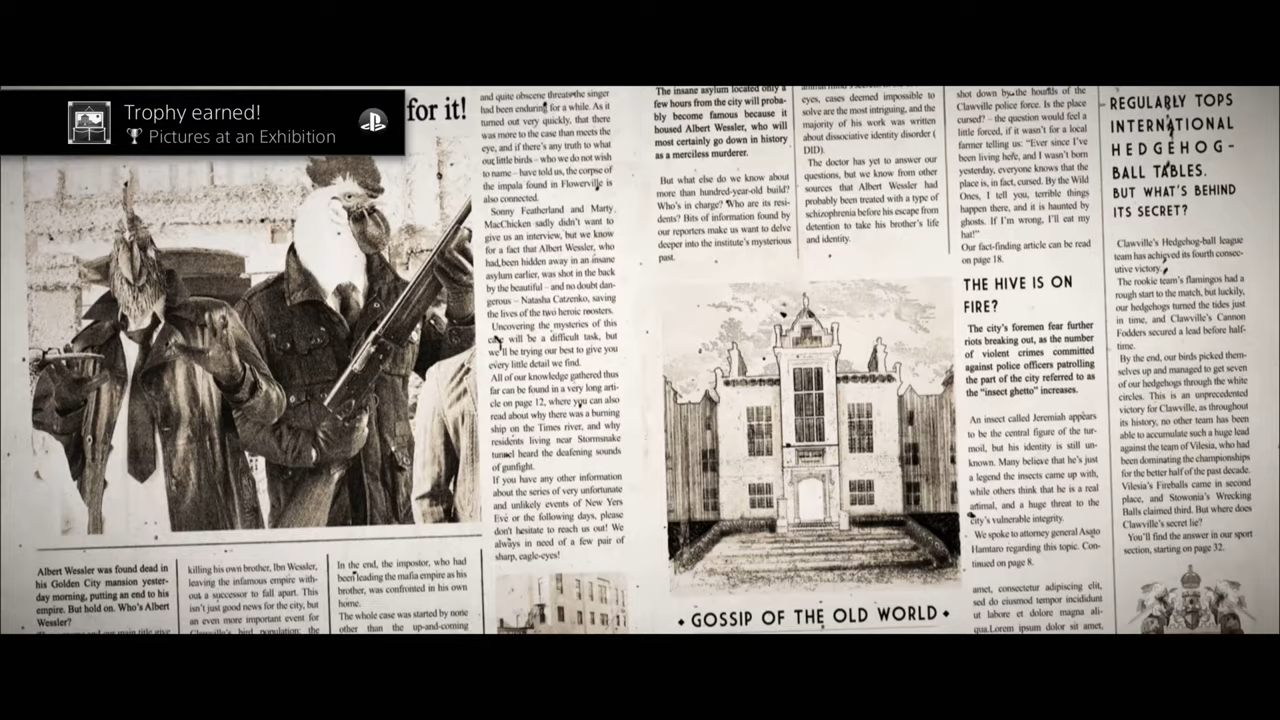 Trophy earned!
Pictures at an Exhibition
for it!
Albert Wessler was found dead in
his Golden City mansion yester-
day morning, putting an end to his
empire. But hold on. Who's Albert
Wessler?
killing his own brother, Ibn Wessler,
leaving the infamous empire with-
out a successor to fall apart. This
isn't just good news for the city, but
an even more important event for
Clawville's bird population: the
In the end, the impostor, who had
been leading the mafia empire as his
brother, was confronted in his own
home.
The whole case was started by none
other than the up-and-coming
and quite obscene threats the singer
had been enduring for a while. As it
turned out very quickly, that there
was more to the case than meets the
eye, and if there's any truth to what
our little birds – who we do not wish
to name – have told us, the corpse of
the impala found in Flowerville is
also connected.
Sonny Featherland and Marty
MacChicken sadly didn't want to
give us an interview, but we know
for a fact that Albert Wessler, who
had been hidden away in an insane
asylum earlier, was shot in the back
by the beautiful – and no doubt dan-
gerous – Natasha Catzenko, saving
the lives of the two heroic roosters.
Uncovering the mysteries of this
case will be a difficult task, but
we'll be trying our best to give you
every little detail we find.
All of our knowledge gathered thus
far can be found in a very long arti-
cle on page 12, where you can also
read about why there was a burning
ship on the Times river, and why
residents living near Stormsnake
tunnel heard the deafening sounds
of gunfight.
If you have any other information
about the series of very unfortunate
and unlikely events of New Yers
Eve or the following days, please
don't hesitate to reach us out! We
always in need of a few pair of
sharp, eagle-eyes!
The insane asylum located only a
few hours from the city will proba-
bly become famous because it
housed Albert Wessler, who will
most certainly go down in history
as a merciless murderer.
But what else do we know about
more than hundred-year-old build?
Who's in charge? Who are its resi-
dents? Bits of information found by
our reporters make us want to delve
deeper into the institute's mysterious
past.
eyes, cases deemed impossible to
solve are the most intriguing, and the
majority of his work was written
about dissociative identity disorder (
DID).
The doctor has yet to answer our
questions, but we know from other
sources that Albert Wessler had
probably been treated with a type of
schizophrenia before his escape from
detention to take his brother's life
and identity.
GOSSIP OF THE OLD WORLD
shot down by the hounds of the
Clawville police force. Is the place
cursed? – the question would feel a
little forced, if it wasn't for a local
farmer telling us: "Ever since I've
been living hefe, and I wasn't born
yesterday, everyone knows that the
place is, in fact, cursed. By the Wild
Ones, I tell you, terrible things
happen there, and it is haunted by
ghosts. If I'm wrong, I'll eat my
hat!"
Our fact-finding article can be read
on page 18.
THE HIVE IS ON
FIRE?
The city's foremen fear further
riots breaking out, as the number
of violent crimes committed
against police officers patrolling
the part of the city referred to as
the "insect ghetto" increases.
An insect called Jeremiah appears
to be the central figure of the tur-
moil, but his identity is still un-
known. Many believe that he's just
a legend the insects came up with,
while others think that he is a real
animal, and a huge threat to the
city's vulnerable integrity.
We spoke to attorney general Asato
Hamtaro regarding this topic. Con-
tinued on page 8.
amet, consectetur adipiscing elit,
sed do eiusmod tempor incididunt
ut labore et dolore magna ali-
qua.Lorem ipsum dolor sit amet,
REGULARLY TOPS
INTERNATIONAL
HEDGEHOG-
BALL TABLES.
BUT WHAT'S BEHIND
ITS SECRET?
Clawville's Hedgehog-ball league
team has achieved its fourth consec-
utive victory.
The rookie team's flamingos had a
rough start to the match, but luckily,
our hedgehogs turned the tides just
in time, and Clawville's Cannon
Fodders secured a lead before half-
time.
By the end, our birds picked them-
selves up and managed to get seven
of our hedgehogs through the white
circles. This is an unprecedented
victory for Clawville, as throughout
its history, no other team has been
able to accumulate such a huge lead
against the team of Vilesia, who had
been dominating the championships
for the better half of the past decade.
Vilesia's Fireballs came in second
place, and Stowonia's Wrecking
Balls claimed third. But where does
Clawville's secret lie?
You'll find the answer in our sport
section, starting on page 32.